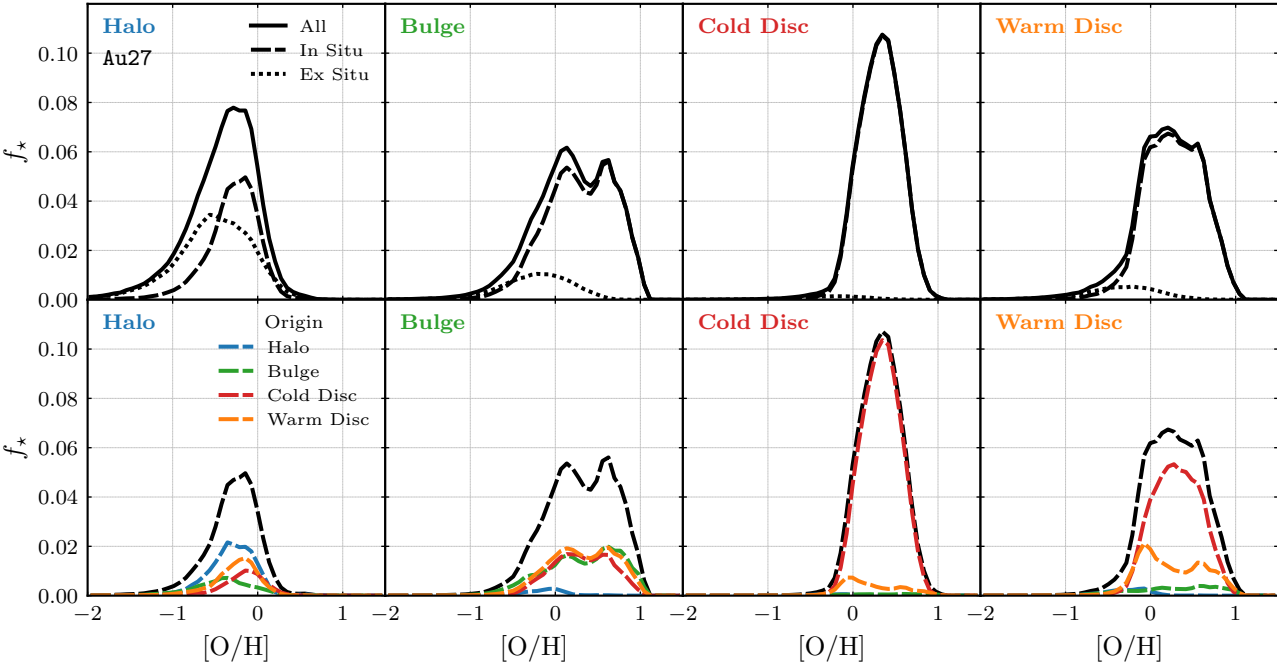 Halo
Au27
All
In Situ
Ex Situ
Bulge
Cold Disc
Warm Disc
f⋆
0.10
0.08
0.06
0.04
0.02
0.00
Halo
Origin
Halo
Bulge
Cold Disc
Warm Disc
Bulge
Cold Disc
Warm Disc
f⋆
0.10
0.08
0.06
0.04
0.02
0.00
−2 −1 0 1 −2 −1 0 1 −2 −1 0 1 −2 −1 0 1
[O/H] [O/H] [O/H] [O/H]